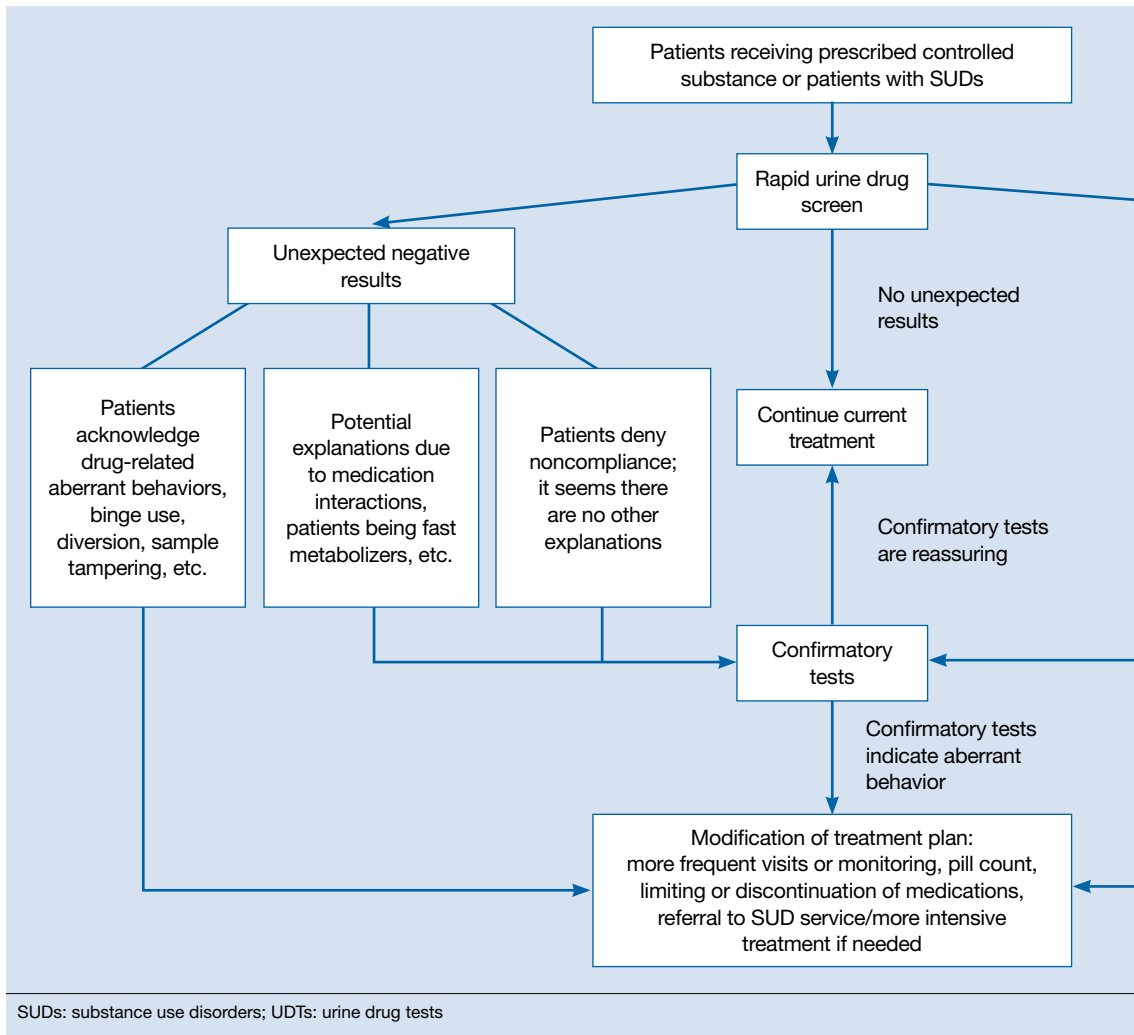 Patients receiving prescribed controlled
substance or patients with SUDs
Rapid urine drug
screen
Unexpected negative
results
No unexpected
results
Patients
acknowledge
drug-related
aberrant behaviors,
binge use,
diversion, sample
tampering, etc.
Potential
explanations due
to medication
interactions,
patients being fast
metabolizers, etc.
Patients deny
noncompliance;
it seems there
are no other
explanations
Continue current
treatment
Confirmatory tests
are reassuring
Confirmatory
tests
Confirmatory tests
indicate aberrant
behavior
Modification of treatment plan:
more frequent visits or monitoring, pill count,
limiting or discontinuation of medications,
referral to SUD service/more intensive
treatment if needed
SUDs: substance use disorders; UDTs: urine drug tests